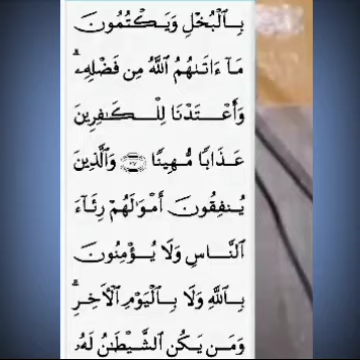 بِٱلۡبُخۡلِ وَيَكۡتُمُونَ
مَآ ءَاتَىٰهُمُ ٱللَّهُ مِن فَضۡلِهِۦۗ
وَأَعۡتَدۡنَا لِلۡكَٰفِرِينَ
عَذَابٗا مُّهِينٗا ۝٣٧ وَٱلَّذِينَ
يُنفِقُونَ أَمۡوَٰلَهُمۡ رِئَآءَ
ٱلنَّاسِ وَلَا يُؤۡمِنُونَ
بِٱللَّهِ وَلَا بِٱلۡيَوۡمِ ٱلۡأٓخِرِۗ
وَمَن يَكُنِ ٱلشَّيۡطَٰنُ لَهُۥ